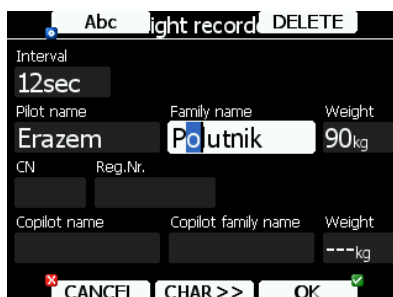 Abc ight record DELETE
Interval
12sec
Pilot name Family name Weight
Erazem Polutnik 90kg
CN Reg.Nr.
Copilot name Copilot family name Weight
---kg
CANCEL CHAR >> OK